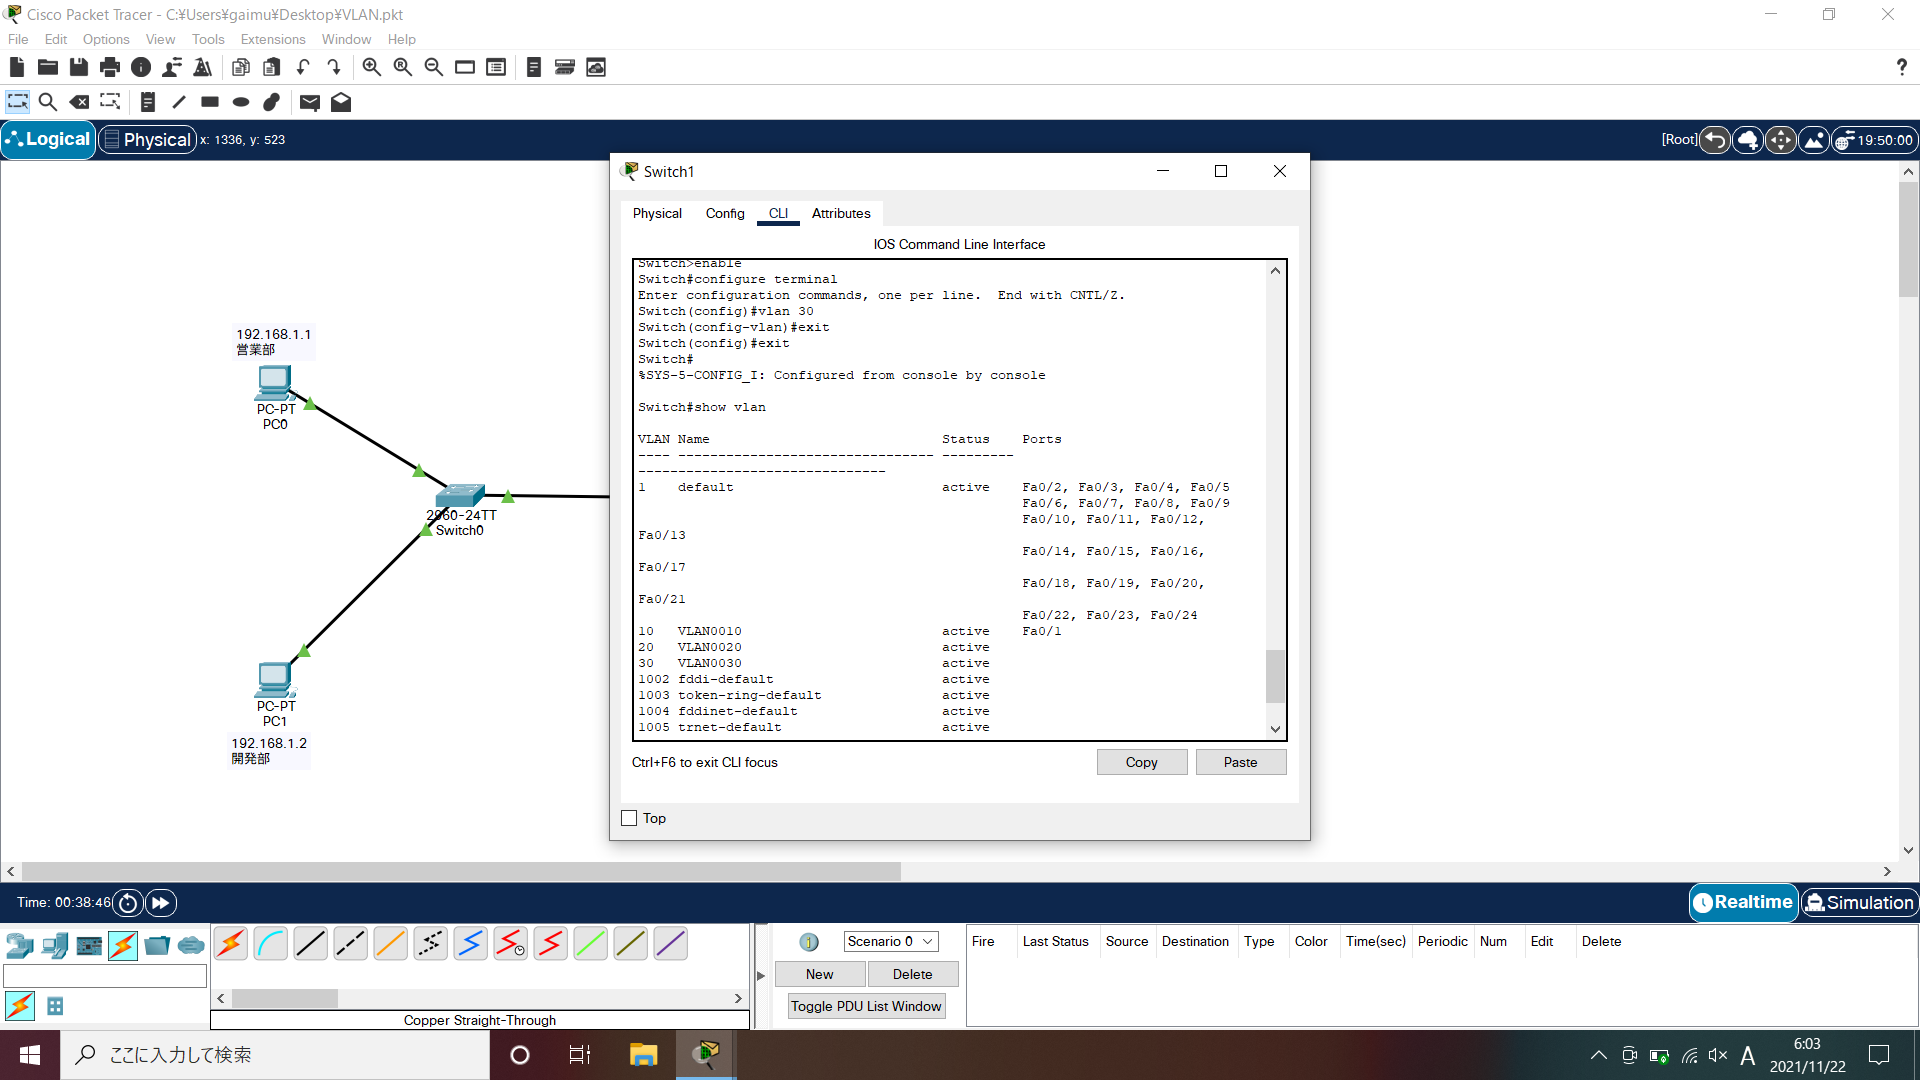 Cisco Packet Tracer - C:¥Users¥gaimu¥Desktop¥VLAN.pkt
File Edit Options View Tools Extensions Window Help
?
Logical Physical x: 1336, y: 523 [Root] 19:50:00
192.168.1.1
営業部
PC-PT
PC0
2960-24TT
Switch0
PC-PT
PC1
192.168.1.2
開発部
Switch1
Physical Config CLI Attributes
IOS Command Line Interface
Switch>enable
Switch#configure terminal
Enter configuration commands, one per line.  End with CNTL/Z.
Switch(config)#vlan 30
Switch(config-vlan)#exit
Switch(config)#exit
Switch#
%SYS-5-CONFIG_I: Configured from console by console
Switch#show vlan
VLAN Name                             Status    Ports
---- -------------------------------- ---------
-------------------------------
1    default                          active    Fa0/2, Fa0/3, Fa0/4, Fa0/5
Fa0/6, Fa0/7, Fa0/8, Fa0/9
Fa0/10, Fa0/11, Fa0/12,
Fa0/13
Fa0/14, Fa0/15, Fa0/16,
Fa0/17
Fa0/18, Fa0/19, Fa0/20,
Fa0/21
Fa0/22, Fa0/23, Fa0/24
10   VLAN0010                         active    Fa0/1
20   VLAN0020                         active
30   VLAN0030                         active
1002 fddi-default                     active
1003 token-ring-default               active
1004 fddinet-default                  active
1005 trnet-default                    active
Ctrl+F6 to exit CLI focus Copy Paste
Top
Time: 00:38:46 Realtime Simulation
Scenario 0
New Delete
Toggle PDU List Window
Fire Last Status Source Destination Type Color Time(sec) Periodic Num Edit Delete
Copper Straight-Through
ここに入力して検索
A
6:03
2021/11/22